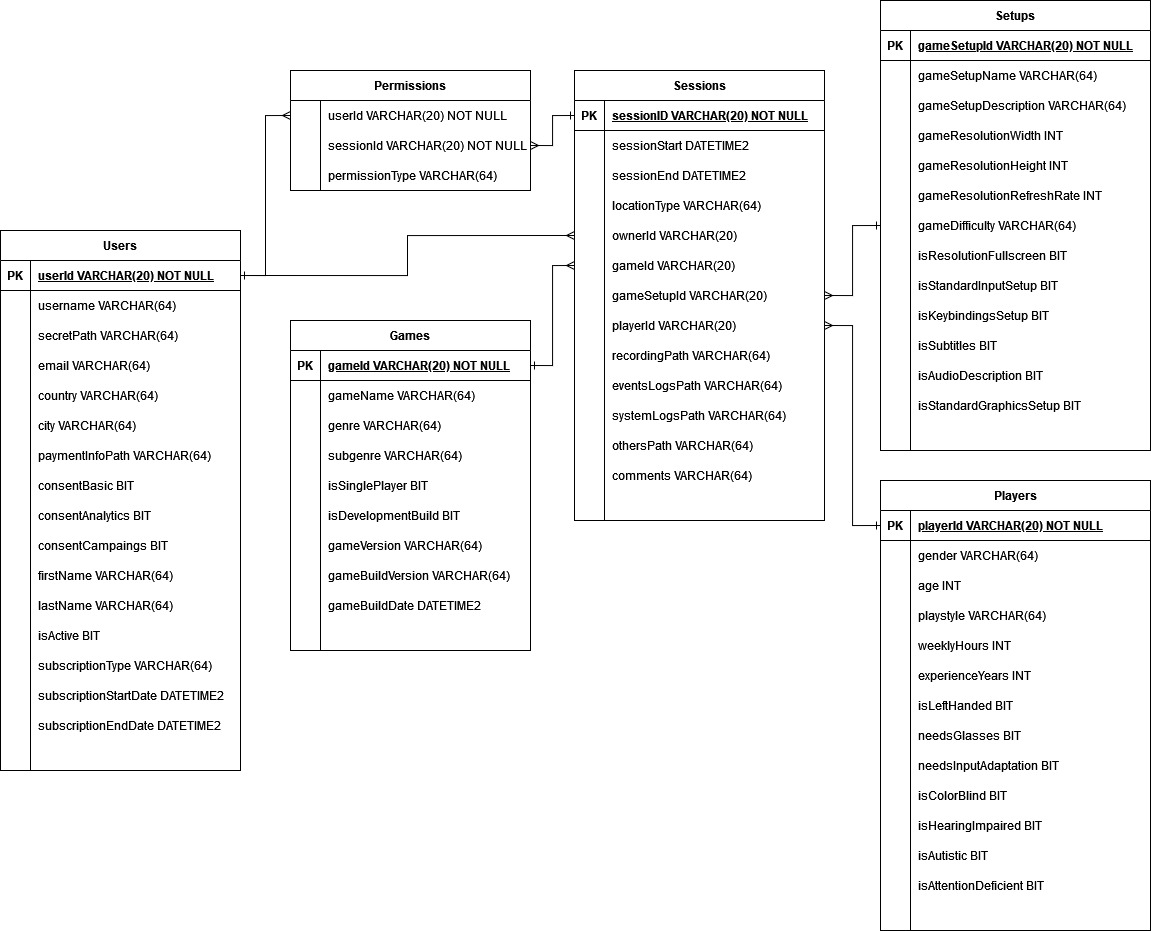 Users
PK userId VARCHAR(20) NOT NULL
username VARCHAR(64)
secretPath VARCHAR(64)
email VARCHAR(64)
country VARCHAR(64)
city VARCHAR(64)
paymentInfoPath VARCHAR(64)
consentBasic BIT
consentAnalytics BIT
consentCampaings BIT
firstName VARCHAR(64)
lastName VARCHAR(64)
isActive BIT
subscriptionType VARCHAR(64)
subscriptionStartDate DATETIME2
subscriptionEndDate DATETIME2
Permissions
userId VARCHAR(20) NOT NULL
sessionId VARCHAR(20) NOT NULL
permissionType VARCHAR(64)
Games
PK gameId VARCHAR(20) NOT NULL
gameName VARCHAR(64)
genre VARCHAR(64)
subgenre VARCHAR(64)
isSinglePlayer BIT
isDevelopmentBuild BIT
gameVersion VARCHAR(64)
gameBuildVersion VARCHAR(64)
gameBuildDate DATETIME2
Sessions
PK sessionID VARCHAR(20) NOT NULL
sessionStart DATETIME2
sessionEnd DATETIME2
locationType VARCHAR(64)
ownerId VARCHAR(20)
gameId VARCHAR(20)
gameSetupId VARCHAR(20)
playerId VARCHAR(20)
recordingPath VARCHAR(64)
eventsLogsPath VARCHAR(64)
systemLogsPath VARCHAR(64)
othersPath VARCHAR(64)
comments VARCHAR(64)
Setups
PK gameSetupId VARCHAR(20) NOT NULL
gameSetupName VARCHAR(64)
gameSetupDescription VARCHAR(64)
gameResolutionWidth INT
gameResolutionHeight INT
gameResolutionRefreshRate INT
gameDifficulty VARCHAR(64)
isResolutionFullscreen BIT
isStandardInputSetup BIT
isKeybindingsSetup BIT
isSubtitles BIT
isAudioDescription BIT
isStandardGraphicsSetup BIT
Players
PK playerId VARCHAR(20) NOT NULL
gender VARCHAR(64)
age INT
playstyle VARCHAR(64)
weeklyHours INT
experienceYears INT
isLeftHanded BIT
needsGlasses BIT
needsInputAdaptation BIT
isColorBlind BIT
isHearingImpaired BIT
isAutistic BIT
isAttentionDeficient BIT